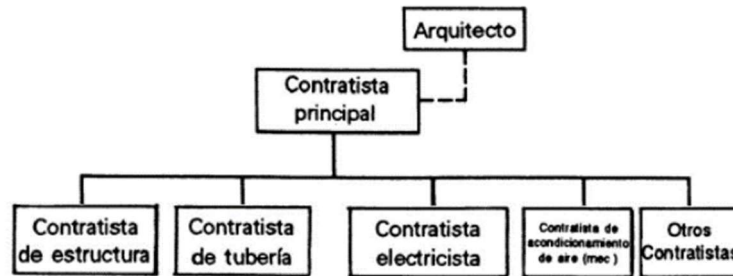 Arquitecto
Contratista
principal
Contratista
de estructura
Contratista
de tubería
Contratista
electricista
Contratista de
acondicionamiento
de aire (mec )
Otros
Contratistas